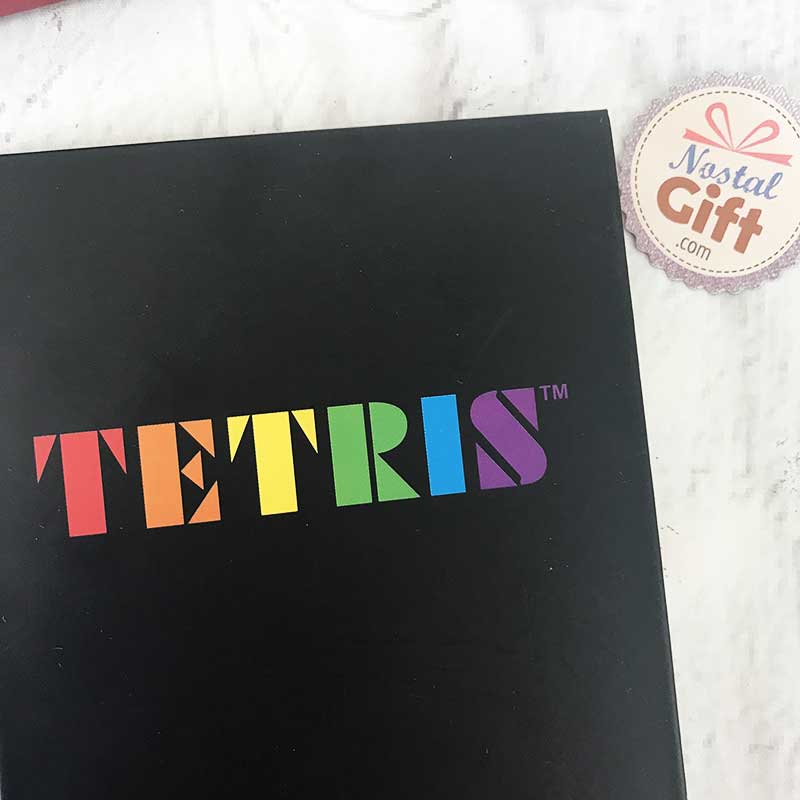 TETRIS™
Nostal
Gift
.com